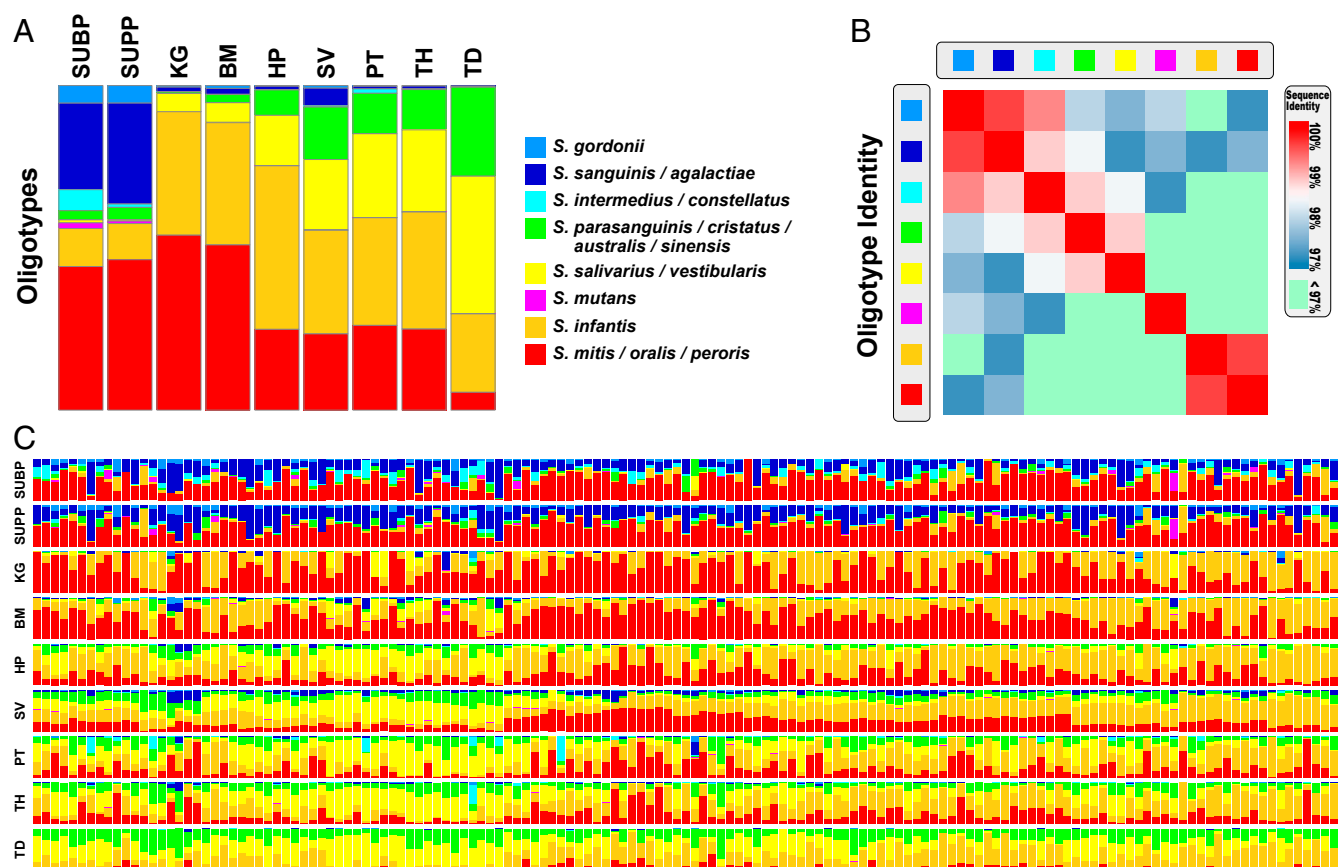 A
SUBP
SUPP
KG
BM
HP
SV
PT
TH
TD
Oligotypes
S. gordonii
S. sanguinis / agalactiae
S. intermedius / constellatus
S. parasanguinis / cristatus /
australis / sinensis
S. salivarius / vestibularis
S. mutans
S. infantis
S. mitis / oralis / peroris
B
Oligotype Identity
Sequence
Identity
100%
99%
98%
97%
< 97%
C
SUBP
SUPP
KG
BM
HP
SV
PT
TH
TD